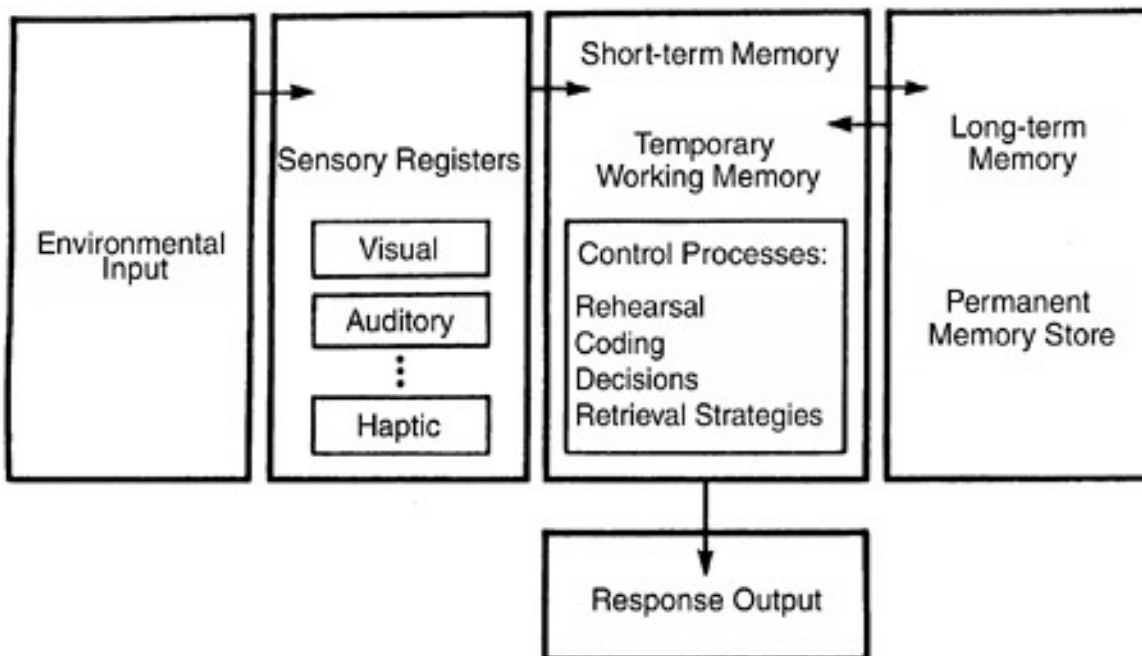 Environmental
Input
Sensory Registers
Visual
Auditory
Haptic
Short-term Memory
Temporary
Working Memory
Control Processes:
Rehearsal
Coding
Decisions
Retrieval Strategies
Long-term
Memory
Permanent
Memory Store
Response Output